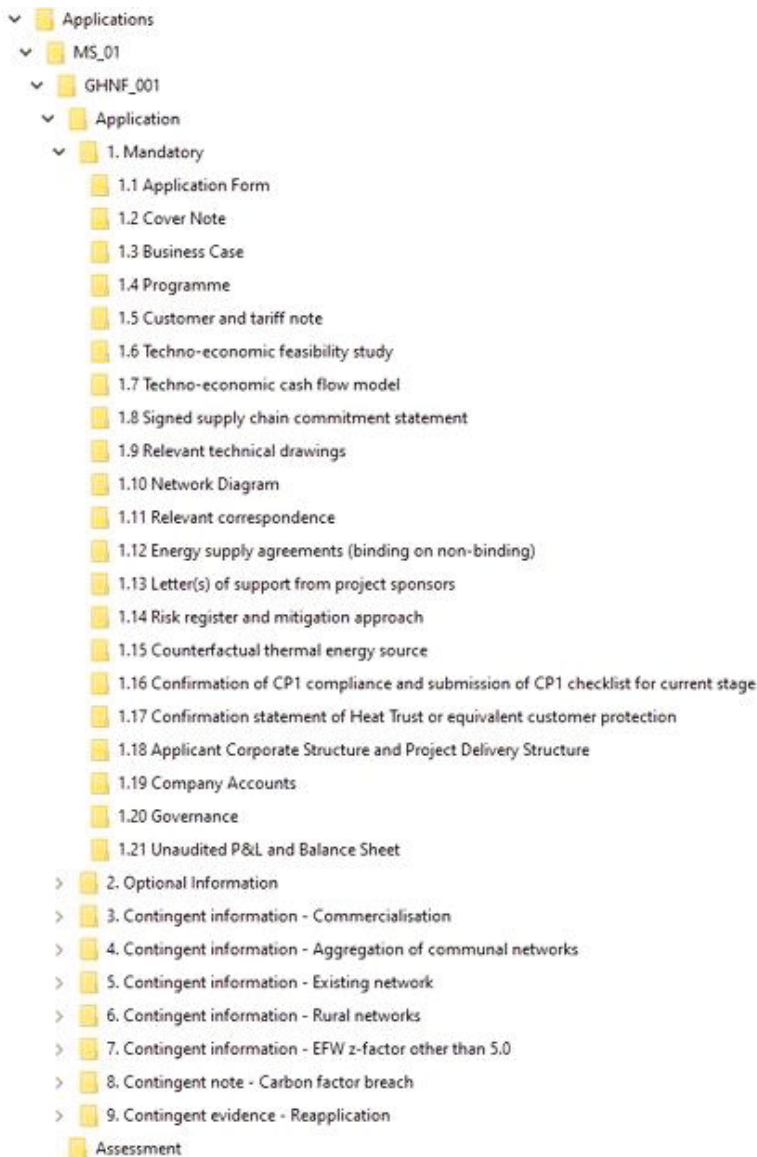 Applications
MS_01
GHNF_001
Application
1. Mandatory
1.1 Application Form
1.2 Cover Note
1.3 Business Case
1.4 Programme
1.5 Customer and tariff note
1.6 Techno-economic feasibility study
1.7 Techno-economic cash flow model
1.8 Signed supply chain commitment statement
1.9 Relevant technical drawings
1.10 Network Diagram
1.11 Relevant correspondence
1.12 Energy supply agreements (binding on non-binding)
1.13 Letter(s) of support from project sponsors
1.14 Risk register and mitigation approach
1.15 Counterfactual thermal energy source
1.16 Confirmation of CP1 compliance and submission of CP1 checklist for current stage
1.17 Confirmation statement of Heat Trust or equivalent customer protection
1.18 Applicant Corporate Structure and Project Delivery Structure
1.19 Company Accounts
1.20 Governance
1.21 Unaudited P&L and Balance Sheet
2. Optional Information
3. Contingent information - Commercialisation
4. Contingent information - Aggregation of communal networks
5. Contingent information - Existing network
6. Contingent information - Rural networks
7. Contingent information - EFW z-factor other than 5.0
8. Contingent note - Carbon factor breach
9. Contingent evidence - Reapplication
Assessment